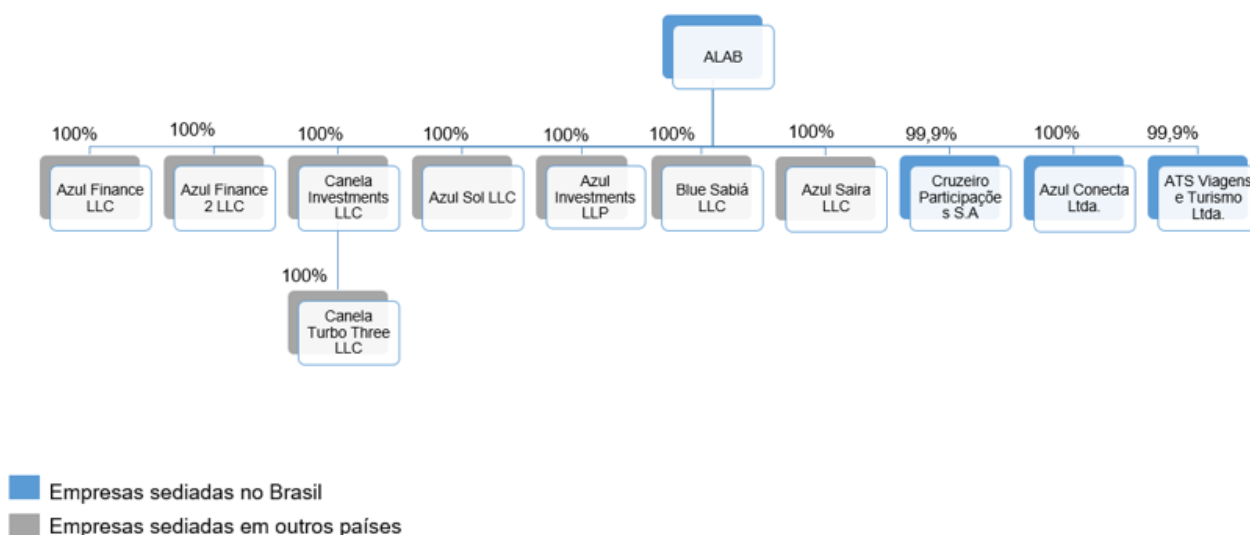 ALAB
100%
100%
100%
100%
100%
100%
100%
99,9%
100%
99,9%
Azul Finance
LLC
Azul Finance
2 LLC
Canela
Investments
LLC
Azul Sol LLC
Azul
Investments
LLP
Blue Sabiá
LLC
Azul Saira
LLC
Cruzeiro
Participaçõe
s S.A
Azul Conecta
Ltda.
ATS Viagens
e Turismo
Ltda.
100%
Canela
Turbo Three
LLC
Empresas sediadas no Brasil
Empresas sediadas em outros países